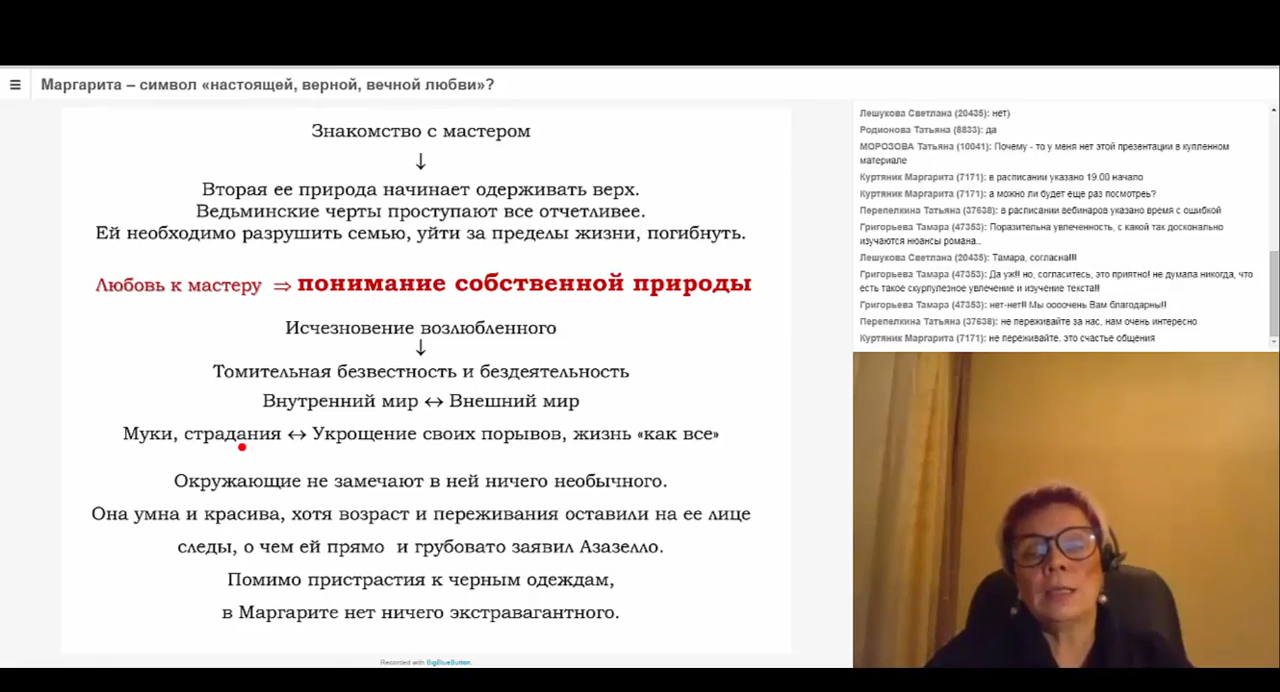 Маргарита – символ «настоящей, верной, вечной любви»?
Знакомство с мастером
↓
Вторая ее природа начинает одерживать верх.
Ведьминские черты проступают все отчетливее.
Ей необходимо разрушить семью, уйти за пределы жизни, погибнуть.
Любовь к мастеру ⇒ понимание собственной природы
Исчезновение возлюбленного
↓
Томительная безвестность и бездеятельность
Внутренний мир ↔ Внешний мир
Муки, страдания ↔ Укрощение своих порывов, жизнь «как все»
Окружающие не замечают в ней ничего необычного.
Она умна и красива, хотя возраст и переживания оставили на ее лице
следы, о чем ей прямо и грубовато заявил Азазелло.
Помимо пристрастия к черным одеждам,
в Маргарите нет ничего экстравагантного.
Recorded with BigBlueButton.
Лешукова Светлана (20435): нет)
Родионова Татьяна (8833): да
МОРОЗОВА Татьяна (10041): Почему - то у меня нет этой презентации в купленном
материале
Куртяник Маргарита (7171): в расписании указано 19.00 начало
Куртяник Маргарита (7171): а можно ли будет еще раз посмотреь?
Перепелкина Татьяна (37638): в расписании вебинаров указано время с ошибкой
Григорьева Тамара (47353): Поразительна увлеченность, с какой так досконально
изучаются нюансы романа..
Лешукова Светлана (20435): Тамара, согласна!!!
Григорьева Тамара (47353): Да уж!! но, согласитесь, это приятно! не думала никогда, что
есть такое скурпулезное увлечение и изучение текста!!!
Григорьева Тамара (47353): нет-нет!! Мы оооочень Вам благодарны!!
Перепелкина Татьяна (37638): не переживайте за нас, нам очень интересно
Куртяник Маргарита (7171): не переживайте. это счастье общения